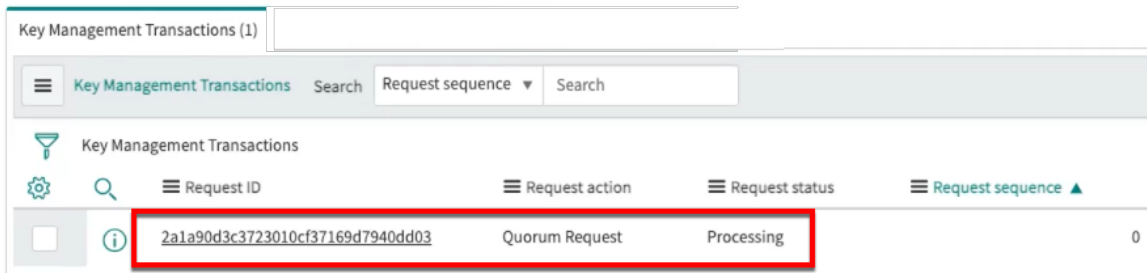 Key Management Transactions (1)
Key Management Transactions Search Request sequence ▼ Search
Key Management Transactions
Request ID Request action Request status Request sequence ▲
2a1a90d3c3723010cf37169d7940dd03 Quorum Request Processing 0